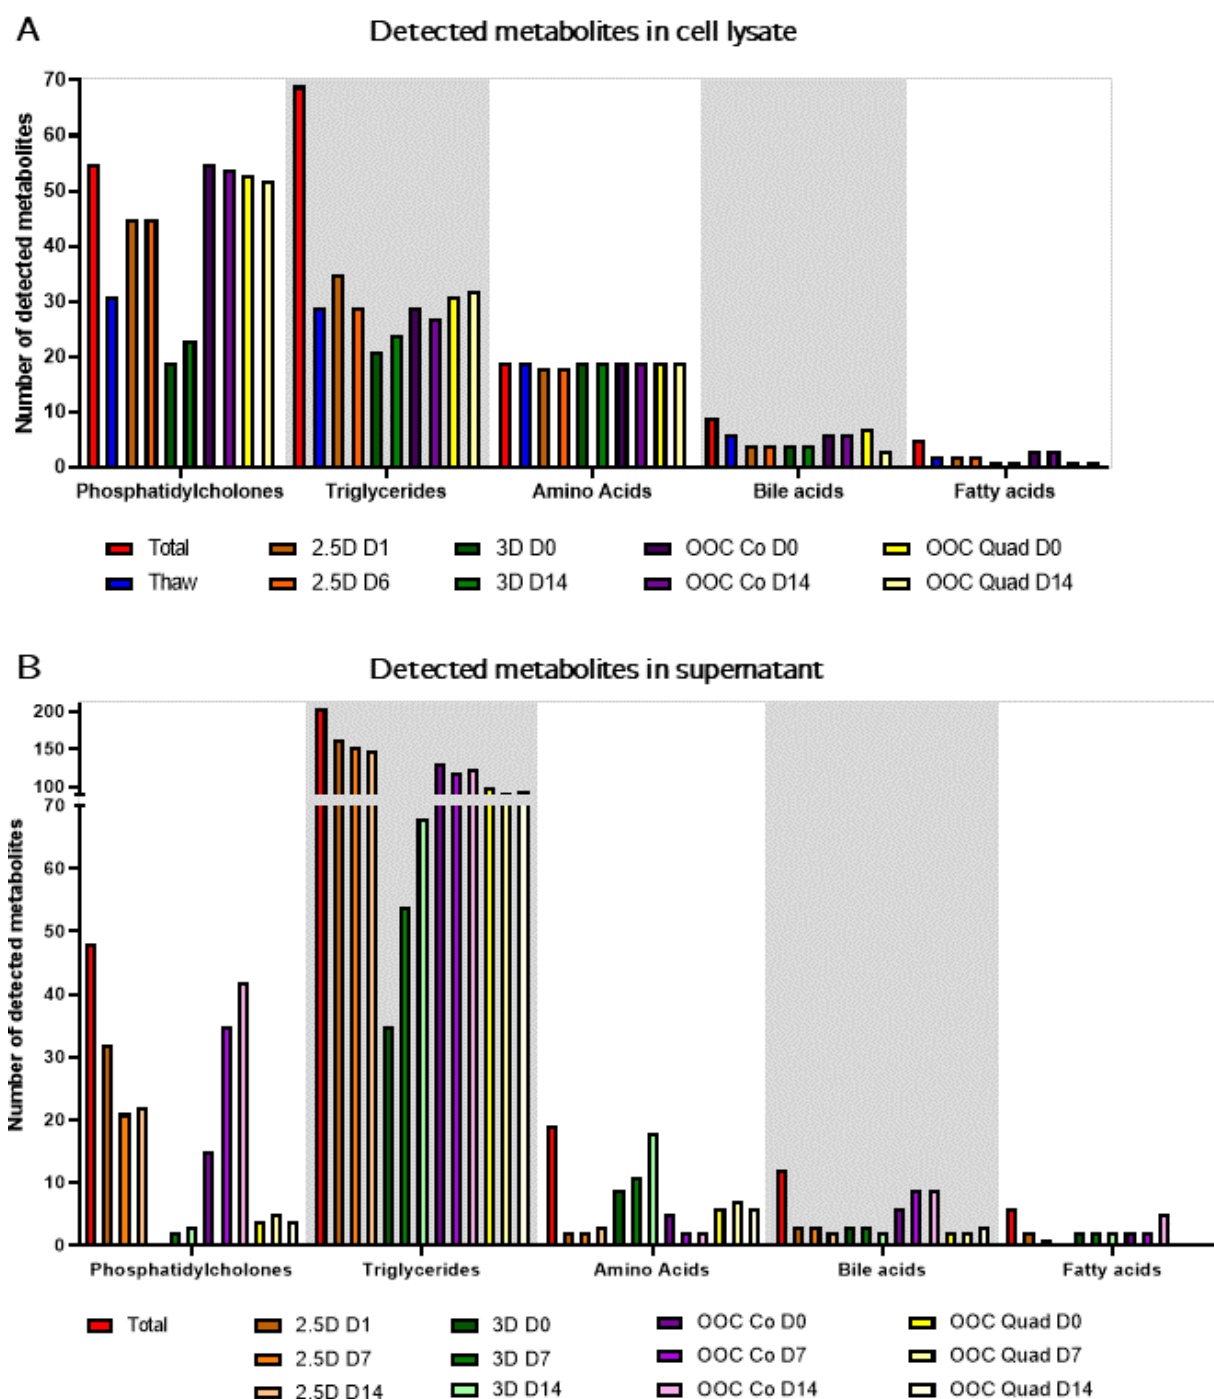 A
Detected metabolites in cell lysate
Number of detected metabolites
70
60
50
40
30
20
10
0
Phosphatidylcholones Triglycerides Amino Acids Bile acids Fatty acids
Total 2.5D D1 3D D0 OOC Co D0 OOC Quad D0
Thaw 2.5D D6 3D D14 OOC Co D14 OOC Quad D14
B
Detected metabolites in supernatant
Number of detected metabolites
200
150
100
70
60
50
40
30
20
10
0
Phosphatidylcholones Triglycerides Amino Acids Bile acids Fatty acids
Total 2.5D D1 3D D0 OOC Co D0 OOC Quad D0
2.5D D7 3D D7 OOC Co D7 OOC Quad D7
2.5D D14 3D D14 OOC Co D14 OOC Quad D14